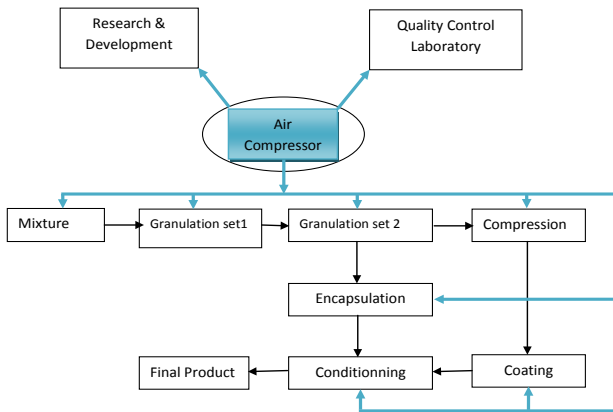 Research &
Development
Quality Control
Laboratory
Air
Compressor
Mixture
Granulation set1
Granulation set 2
Compression
Encapsulation
Final Product
Conditionning
Coating